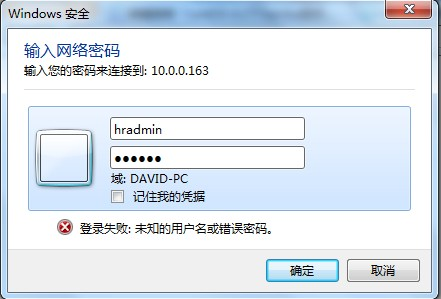 Windows 安全
输入网络密码
输入您的密码来连接到: 10.0.0.163
hradmin
●●●●●●
域: DAVID-PC
记住我的凭据
登录失败: 未知的用户名或错误密码。
确定
取消